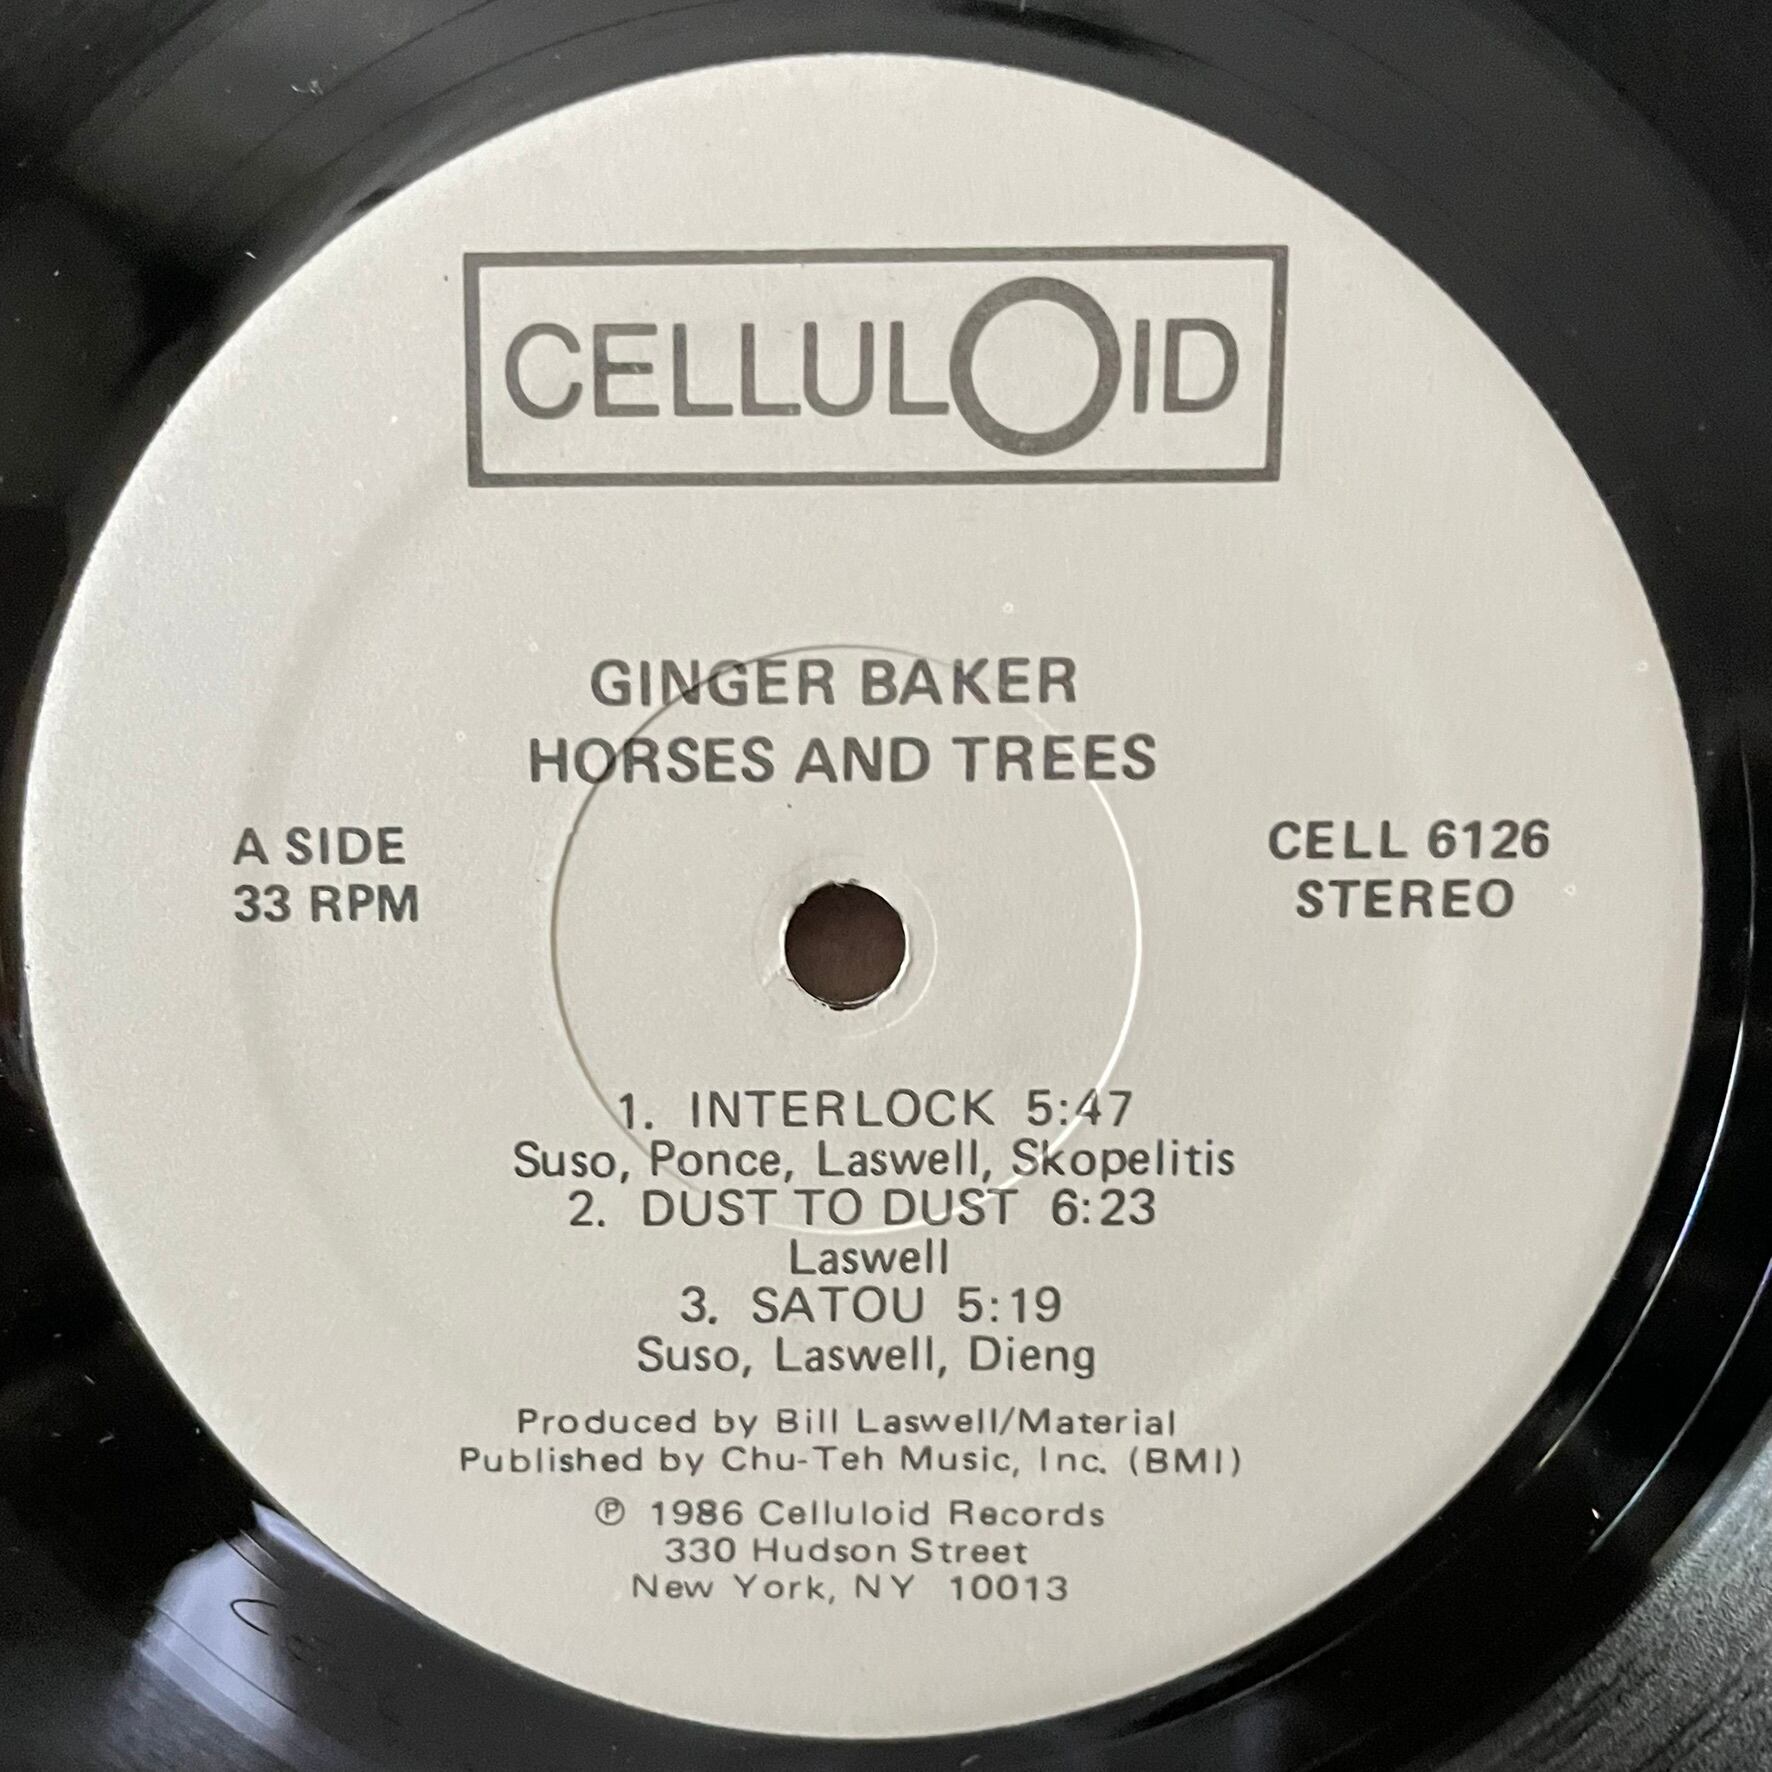 CELLULOID
GINGER BAKER
HORSES AND TREES
A SIDE
33 RPM
CELL 6126
STEREO
1. INTERLOCK 5:47
Suso, Ponce, Laswell, Skopelitis
2. DUST TO DUST 6:23
Laswell
3. SATOU 5:19
Suso, Laswell, Dieng
Produced by Bill Laswell/Material
Published by Chu-Teh Music, Inc. (BMI)
℗ 1986 Celluloid Records
330 Hudson Street
New York, NY 10013